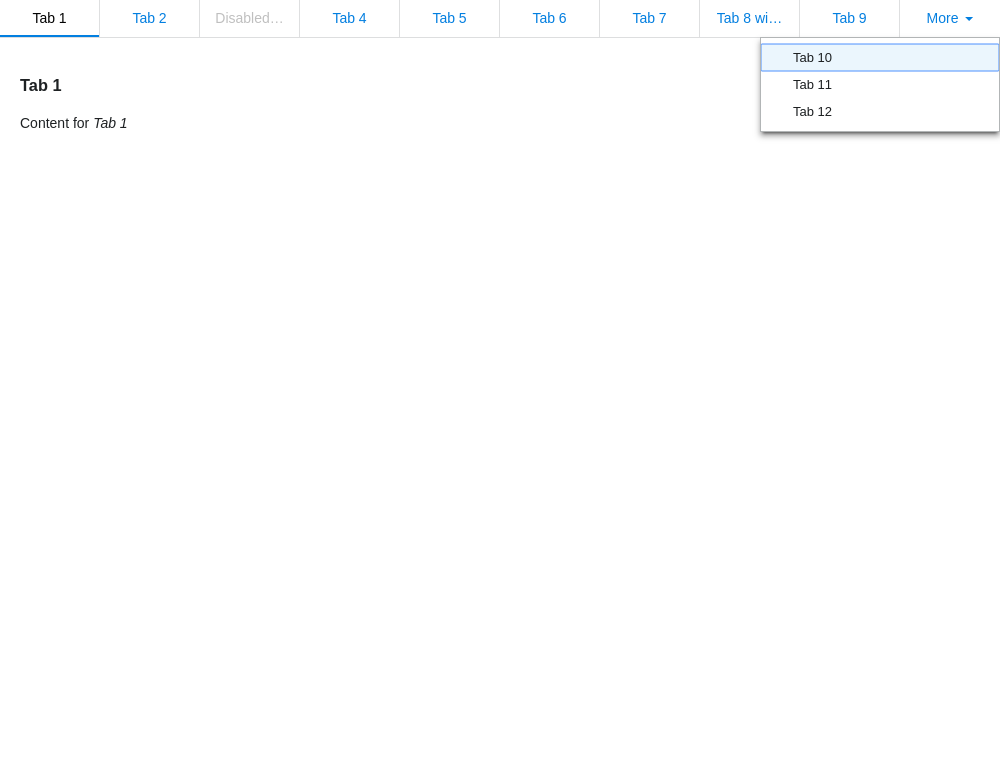 Tab 1 Tab 2 Disabled… Tab 4 Tab 5 Tab 6 Tab 7 Tab 8 wi… Tab 9 More
Tab 10
Tab 11
Tab 12
Tab 1
Content for Tab 1